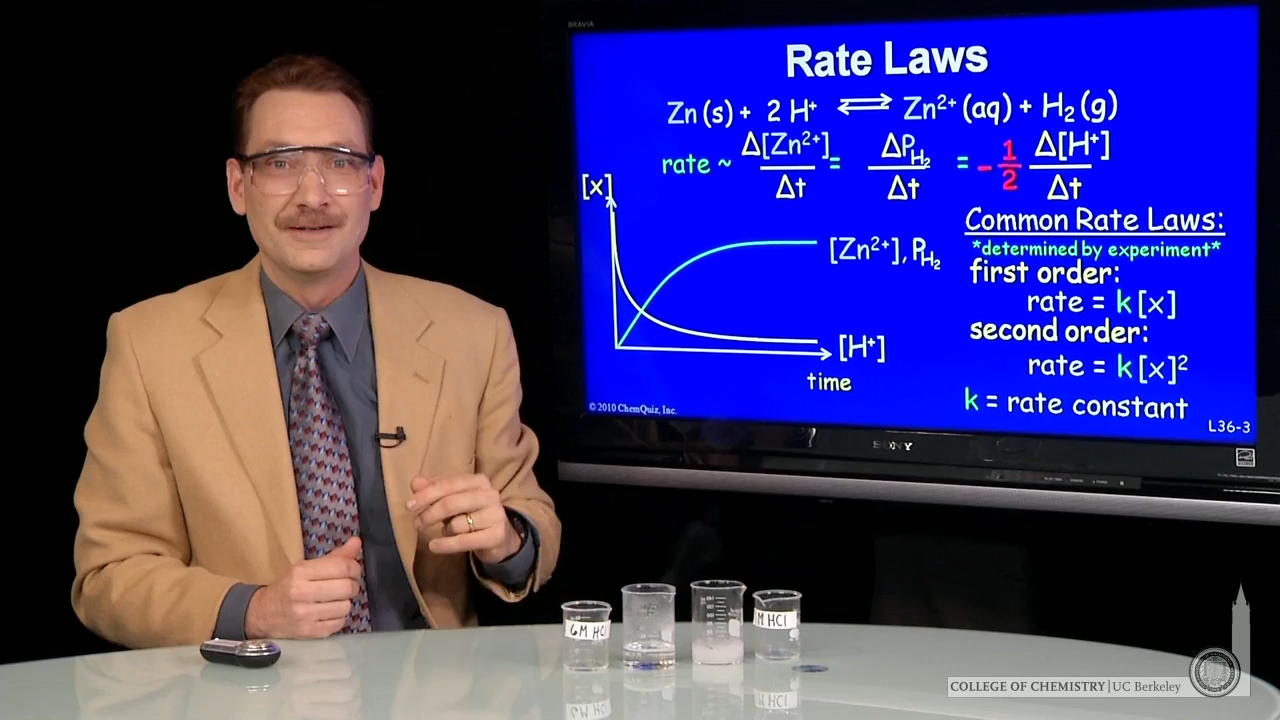 BRAVIA
Rate Laws
Zn (s) + 2 H⁺ ⇌ Zn²⁺ (aq) + H₂ (g)
rate ~ Δ[Zn²⁺]/Δt = ΔP_H₂/Δt = -1/2 Δ[H⁺]/Δt
[x]
[Zn²⁺], P_H₂
[H⁺]
time
Common Rate Laws:
*determined by experiment*
first order:
rate = k [x]
second order:
rate = k [x]²
k = rate constant
© 2010 ChemQuiz, Inc.
L36-3
SONY
6M HCl
M HCl
COLLEGE OF CHEMISTRY | UC Berkeley